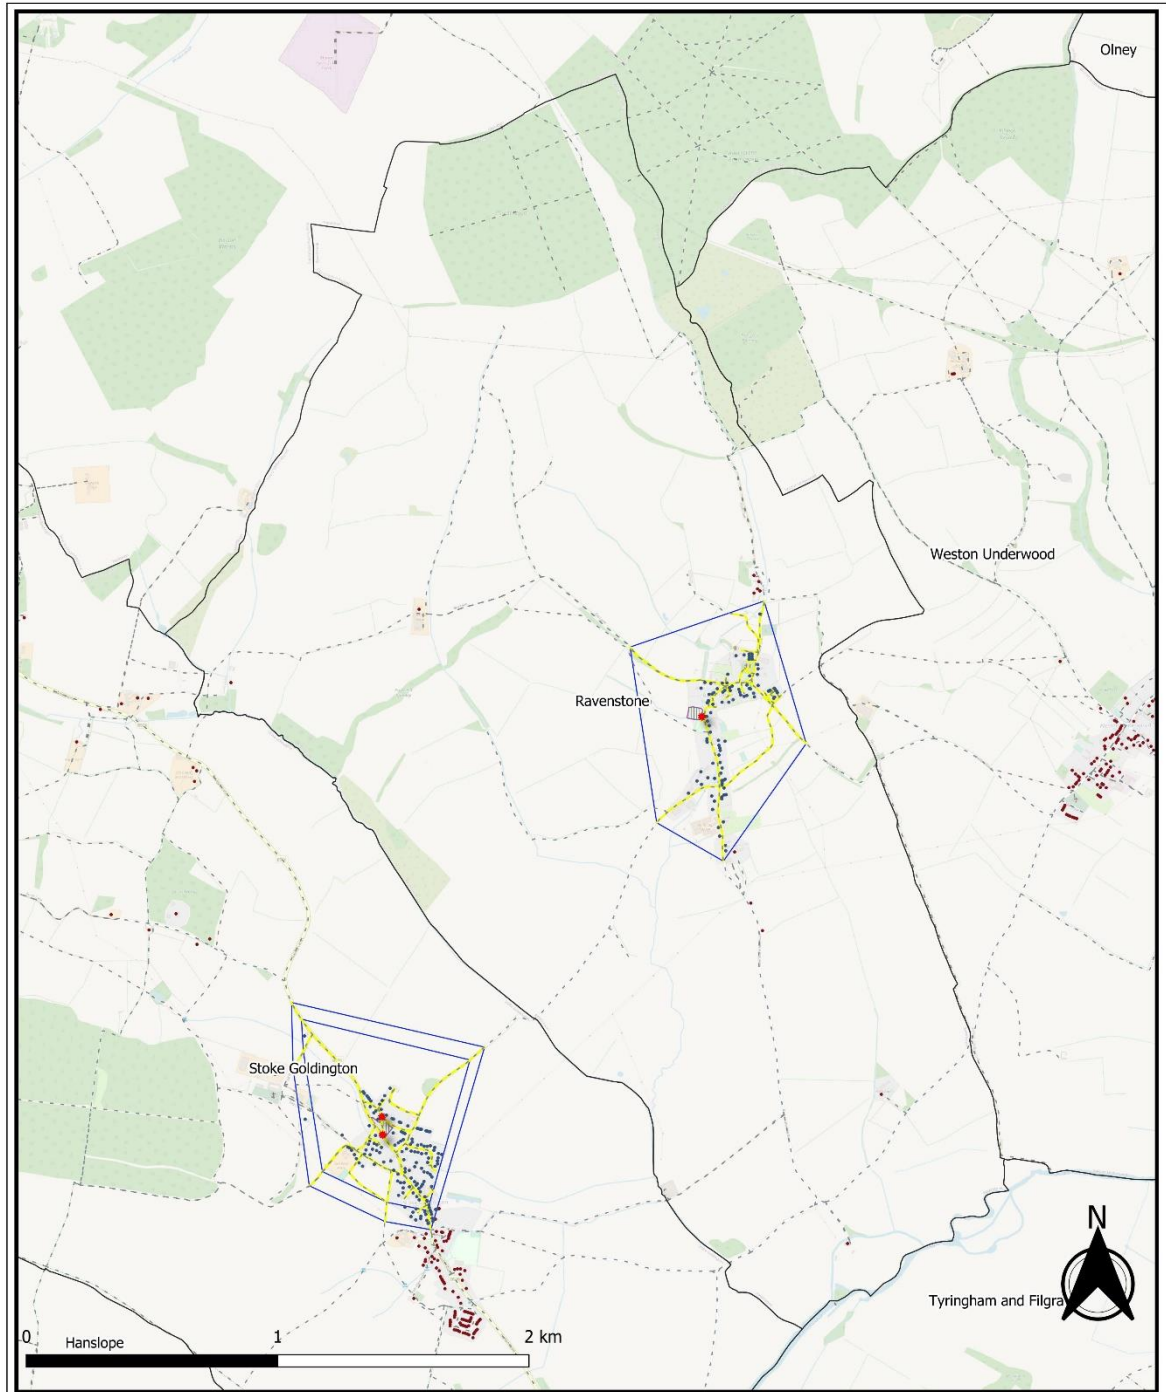 Olney
Weston Underwood
Ravenstone
Stoke Goldington
N
Tyringham and Filgra
0 1 2 km
Hanslope